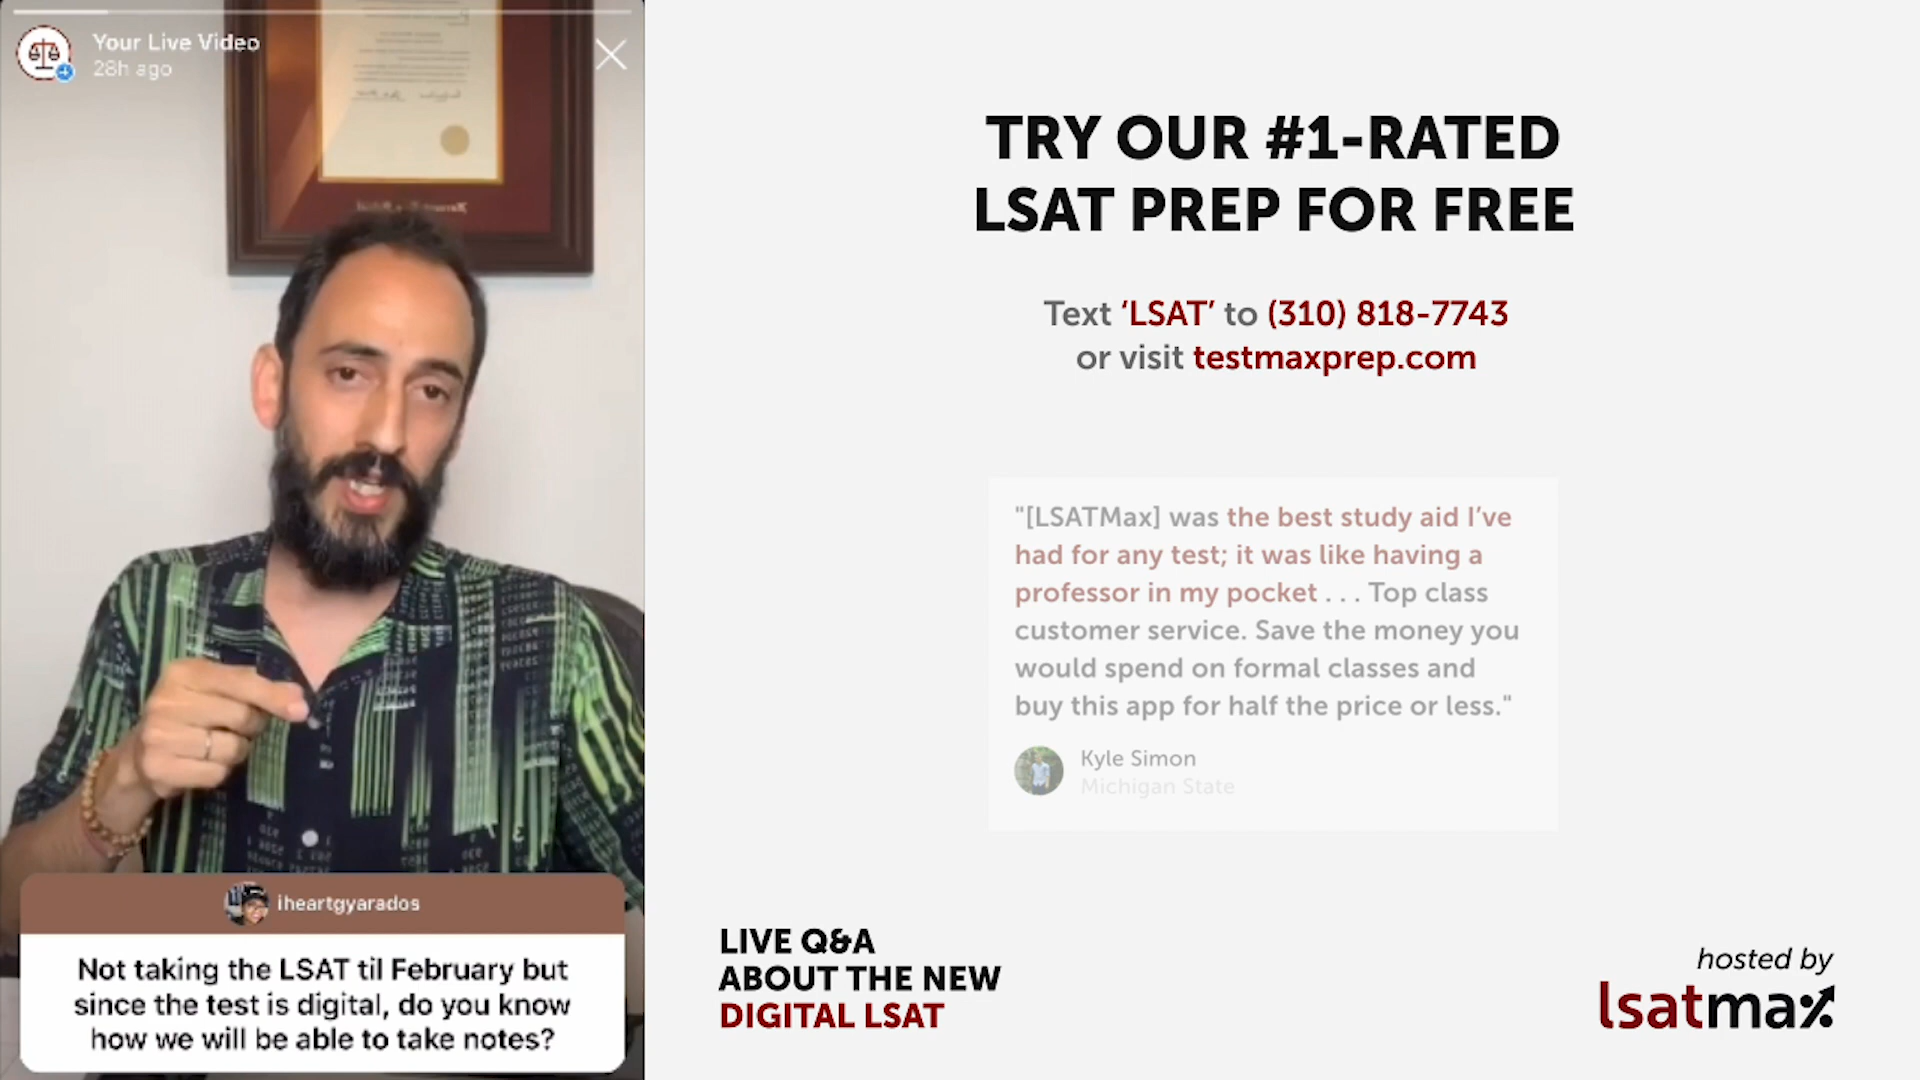 Your Live Video
28h ago
TRY OUR #1-RATED
LSAT PREP FOR FREE
Text ‘LSAT’ to (310) 818-7743
or visit testmaxprep.com
"[LSATMax] was the best study aid I’ve
had for any test; it was like having a
professor in my pocket . . . Top class
customer service. Save the money you
would spend on formal classes and
buy this app for half the price or less."
Kyle Simon
Michigan State
iheartgyarados
Not taking the LSAT til February but
since the test is digital, do you know
how we will be able to take notes?
LIVE Q&A
ABOUT THE NEW
DIGITAL LSAT
hosted by
lsatmax